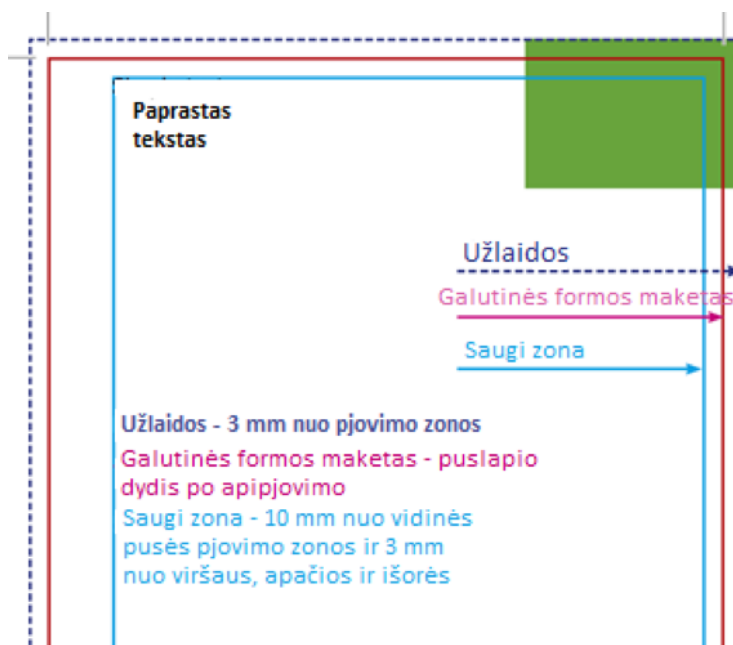 Paprastas
tekstas
Užlaidos
Galutinės formos maketas
Saugi zona
Užlaidos - 3 mm nuo pjovimo zonos
Galutinės formos maketas - puslapio
dydis po apipjovimo
Saugi zona - 10 mm nuo vidinės
pusės pjovimo zonos ir 3 mm
nuo viršaus, apačios ir išorės